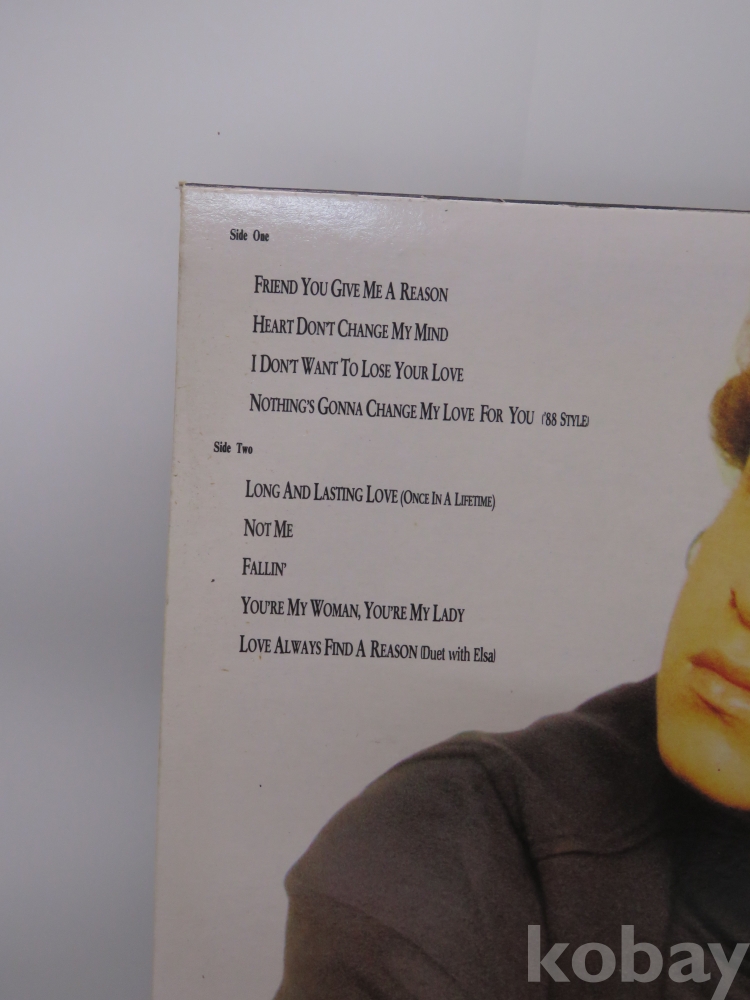 Side One
FRIEND YOU GIVE ME A REASON
HEART DON'T CHANGE MY MIND
I DON'T WANT TO LOSE YOUR LOVE
NOTHING'S GONNA CHANGE MY LOVE FOR YOU ('88 STYLE)
Side Two
LONG AND LASTING LOVE (ONCE IN A LIFETIME)
NOT ME
FALLIN'
YOU'RE MY WOMAN, YOU'RE MY LADY
LOVE ALWAYS FIND A REASON (Duet with Elsa)
kobay